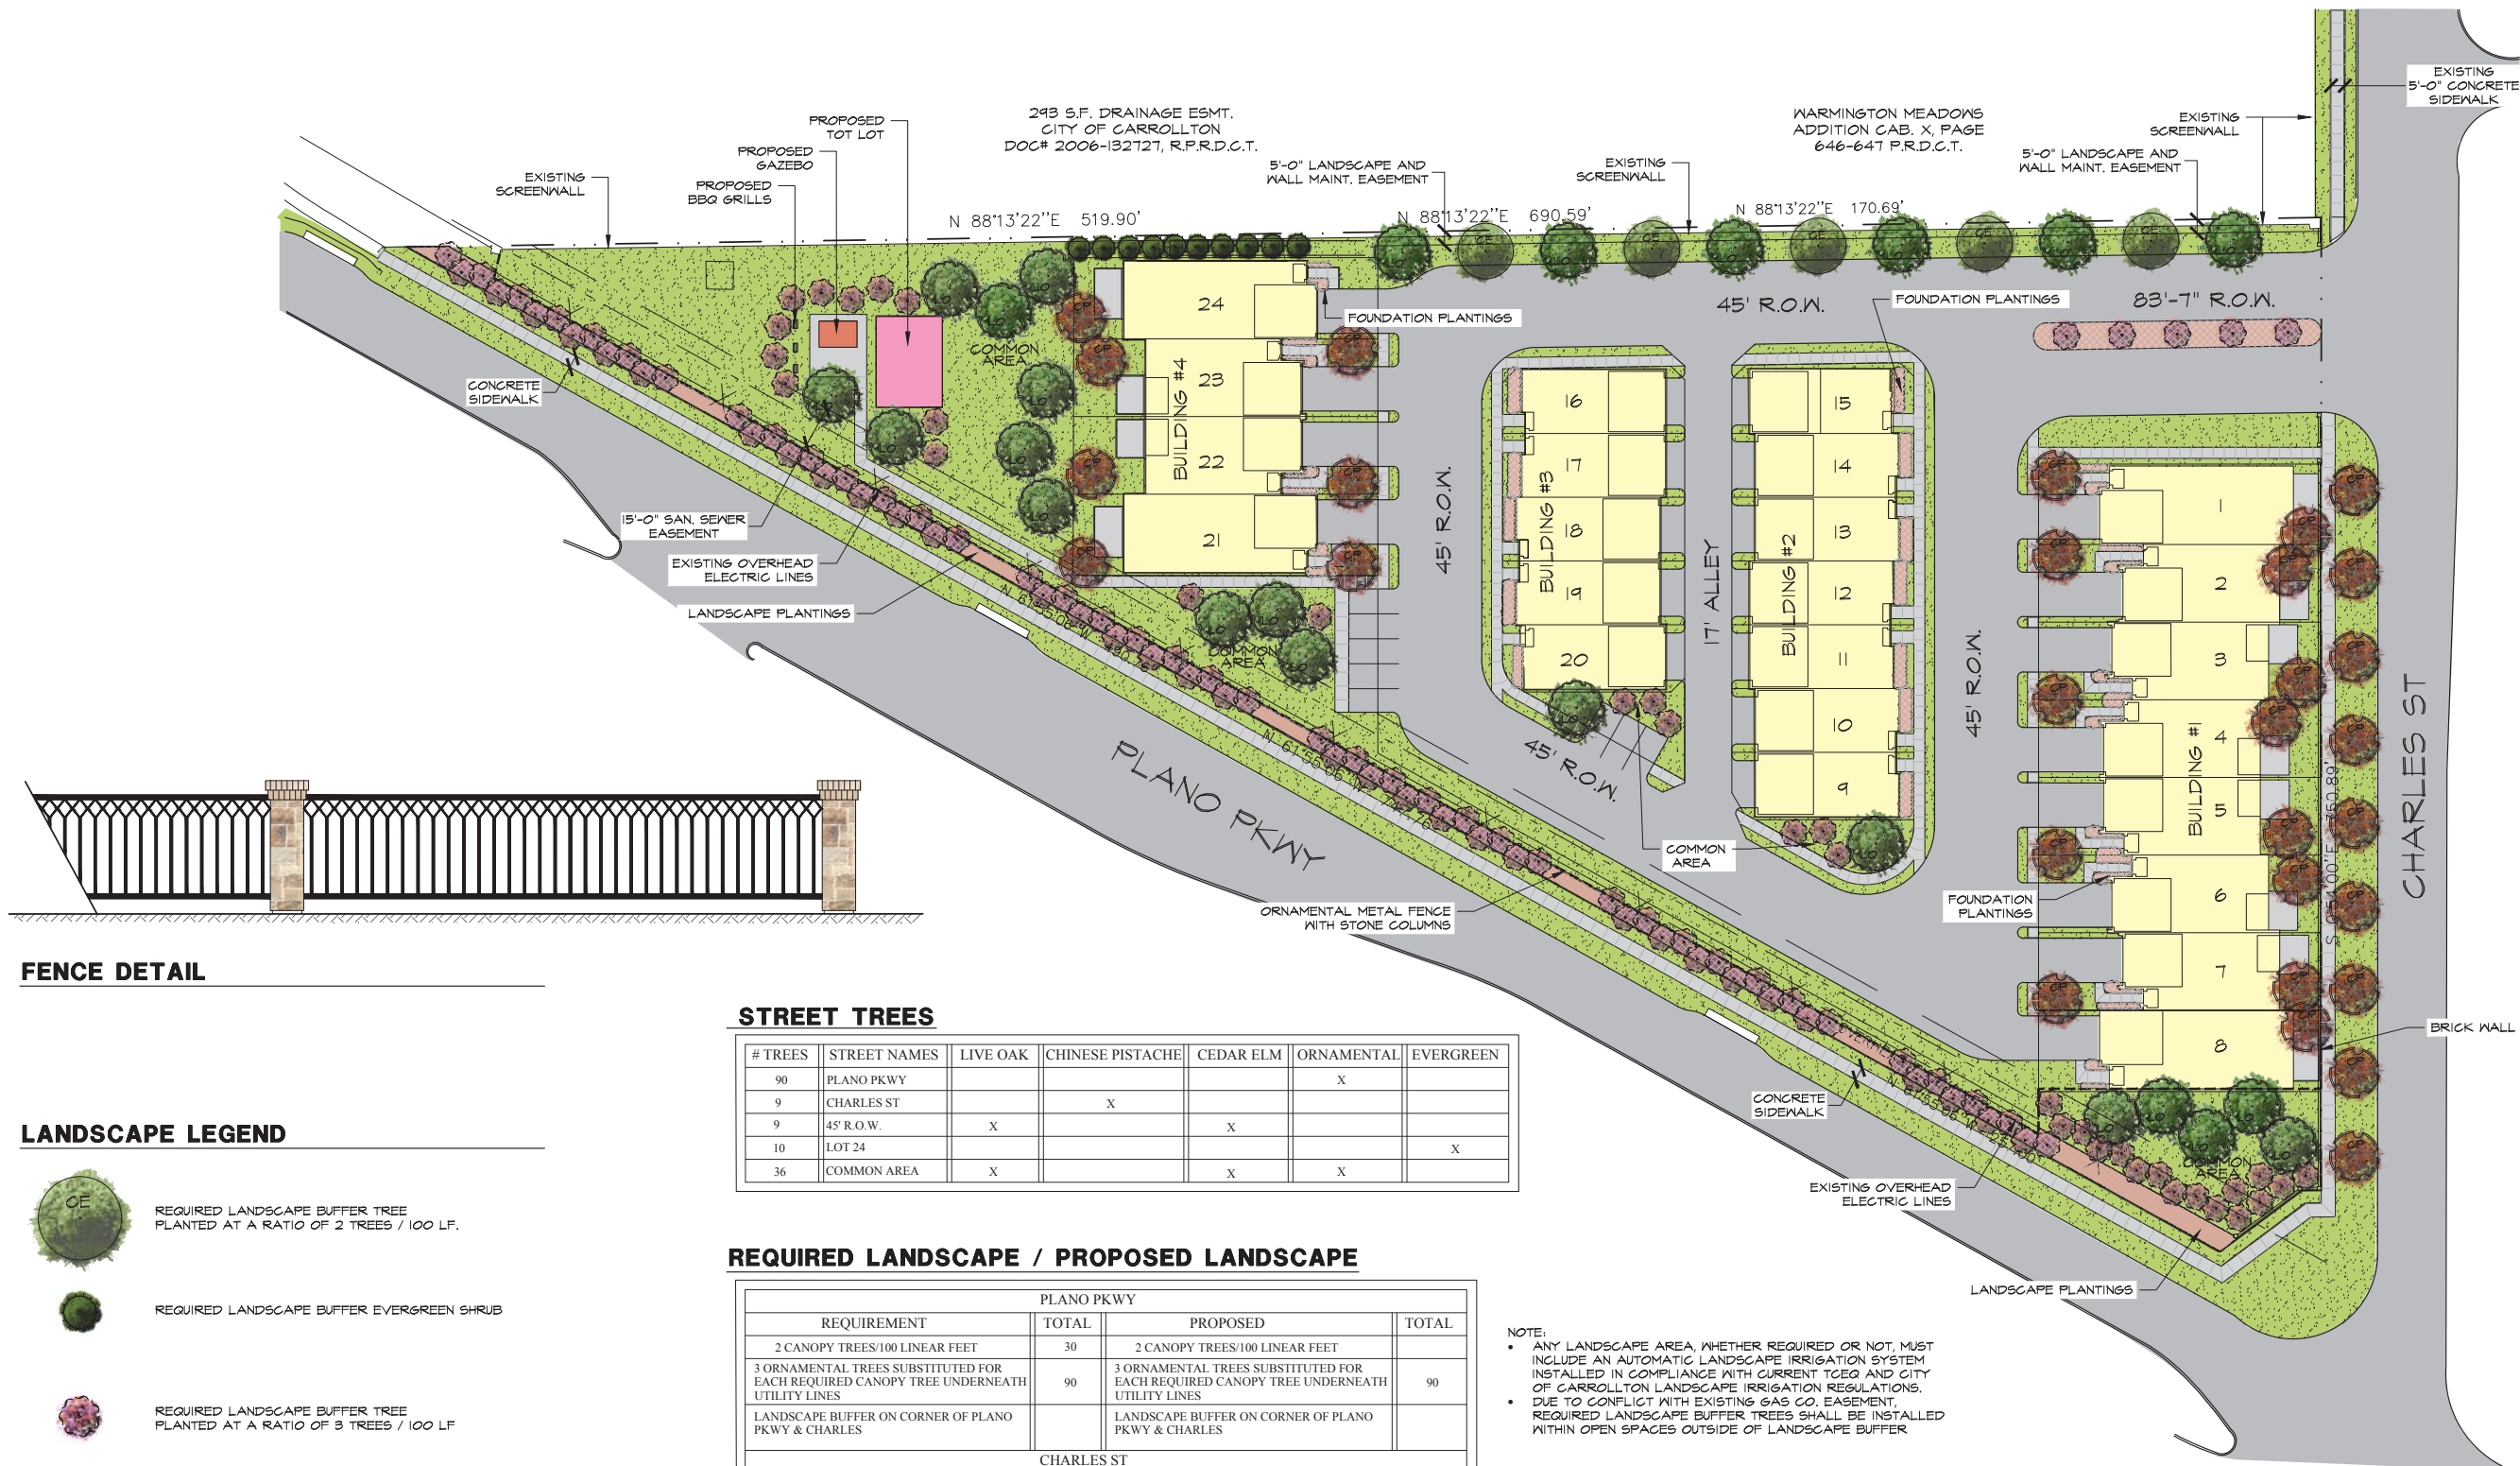 EXISTING
5'-0" CONCRETE
SIDEWALK
EXISTING
SCREENWALL
293 S.F. DRAINAGE ESMT.
CITY OF CARROLLTON
DOC# 2006-132727, R.P.R.D.C.T.
WARMINGTON MEADOWS
ADDITION CAB. X, PAGE
646-647 P.R.D.C.T.
PROPOSED
TOT LOT
PROPOSED
GAZEBO
PROPOSED
BBQ GRILLS
EXISTING
SCREENWALL
5'-0" LANDSCAPE AND
WALL MAINT. EASEMENT
EXISTING
SCREENWALL
5'-0" LANDSCAPE AND
WALL MAINT. EASEMENT
N 88°13'22"E 519.90'
N 88°13'22"E 690.59'
N 88°13'22"E 170.69'
45' R.O.W.
83'-7" R.O.W.
FOUNDATION PLANTINGS
FOUNDATION PLANTINGS
COMMON
AREA
CONCRETE
SIDEWALK
24
23
22
21
BUILDING #4
16
17
18
19
20
BUILDING #3
15
14
13
12
11
10
9
BUILDING #2
1
2
3
4
5
6
7
8
BUILDING #1
45' R.O.W.
17' ALLEY
45' R.O.W.
45' R.O.W.
CHARLES ST
PLANO PKWY
15'-0" SAN. SEWER
EASEMENT
EXISTING OVERHEAD
ELECTRIC LINES
LANDSCAPE PLANTINGS
COMMON
AREA
COMMON
AREA
FOUNDATION
PLANTINGS
ORNAMENTAL METAL FENCE
WITH STONE COLUMNS
BRICK WALL
CONCRETE
SIDEWALK
COMMON
AREA
EXISTING OVERHEAD
ELECTRIC LINES
LANDSCAPE PLANTINGS
FENCE DETAIL
LANDSCAPE LEGEND
CE
REQUIRED LANDSCAPE BUFFER TREE
PLANTED AT A RATIO OF 2 TREES / 100 LF.
REQUIRED LANDSCAPE BUFFER EVERGREEN SHRUB
REQUIRED LANDSCAPE BUFFER TREE
PLANTED AT A RATIO OF 3 TREES / 100 LF
STREET TREES
# TREES STREET NAMES LIVE OAK CHINESE PISTACHE CEDAR ELM ORNAMENTAL EVERGREEN
90 PLANO PKWY X
9 CHARLES ST X
9 45' R.O.W. X X
10 LOT 24 X
36 COMMON AREA X X X
REQUIRED LANDSCAPE / PROPOSED LANDSCAPE
PLANO PKWY
REQUIREMENT TOTAL PROPOSED TOTAL
2 CANOPY TREES/100 LINEAR FEET 30 2 CANOPY TREES/100 LINEAR FEET
3 ORNAMENTAL TREES SUBSTITUTED FOR
EACH REQUIRED CANOPY TREE UNDERNEATH
UTILITY LINES
90
3 ORNAMENTAL TREES SUBSTITUTED FOR
EACH REQUIRED CANOPY TREE UNDERNEATH
UTILITY LINES
90
LANDSCAPE BUFFER ON CORNER OF PLANO
PKWY & CHARLES
LANDSCAPE BUFFER ON CORNER OF PLANO
PKWY & CHARLES
CHARLES ST
NOTE:
• ANY LANDSCAPE AREA, WHETHER REQUIRED OR NOT, MUST
INCLUDE AN AUTOMATIC LANDSCAPE IRRIGATION SYSTEM
INSTALLED IN COMPLIANCE WITH CURRENT TCEQ AND CITY
OF CARROLLTON LANDSCAPE IRRIGATION REGULATIONS.
• DUE TO CONFLICT WITH EXISTING GAS CO. EASEMENT,
REQUIRED LANDSCAPE BUFFER TREES SHALL BE INSTALLED
WITHIN OPEN SPACES OUTSIDE OF LANDSCAPE BUFFER